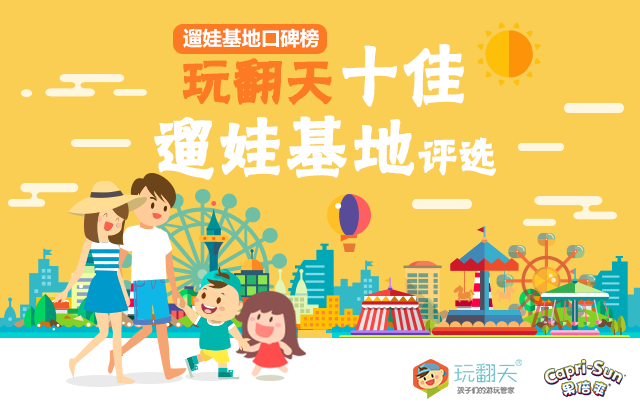 遛娃基地口碑榜
玩翻天十佳
遛娃基地评选
玩翻天®
孩子们的游玩管家
Capri-Sun®
果倍爽®